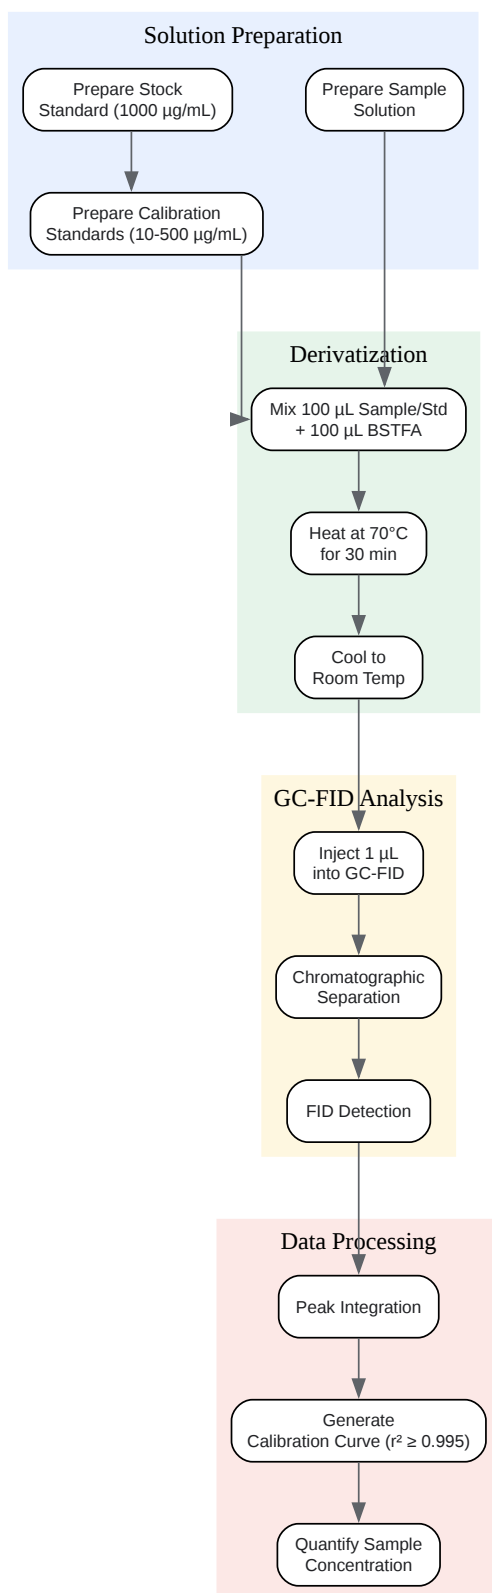 Solution Preparation
Prepare Stock
Standard (1000 µg/mL)
Prepare Sample
Solution
Prepare Calibration
Standards (10-500 µg/mL)
Derivatization
Mix 100 µL Sample/Std
+ 100 µL BSTFA
Heat at 70°C
for 30 min
Cool to
Room Temp
GC-FID Analysis
Inject 1 µL
into GC-FID
Chromatographic
Separation
FID Detection
Data Processing
Peak Integration
Generate
Calibration Curve (r² ≥ 0.995)
Quantify Sample
Concentration